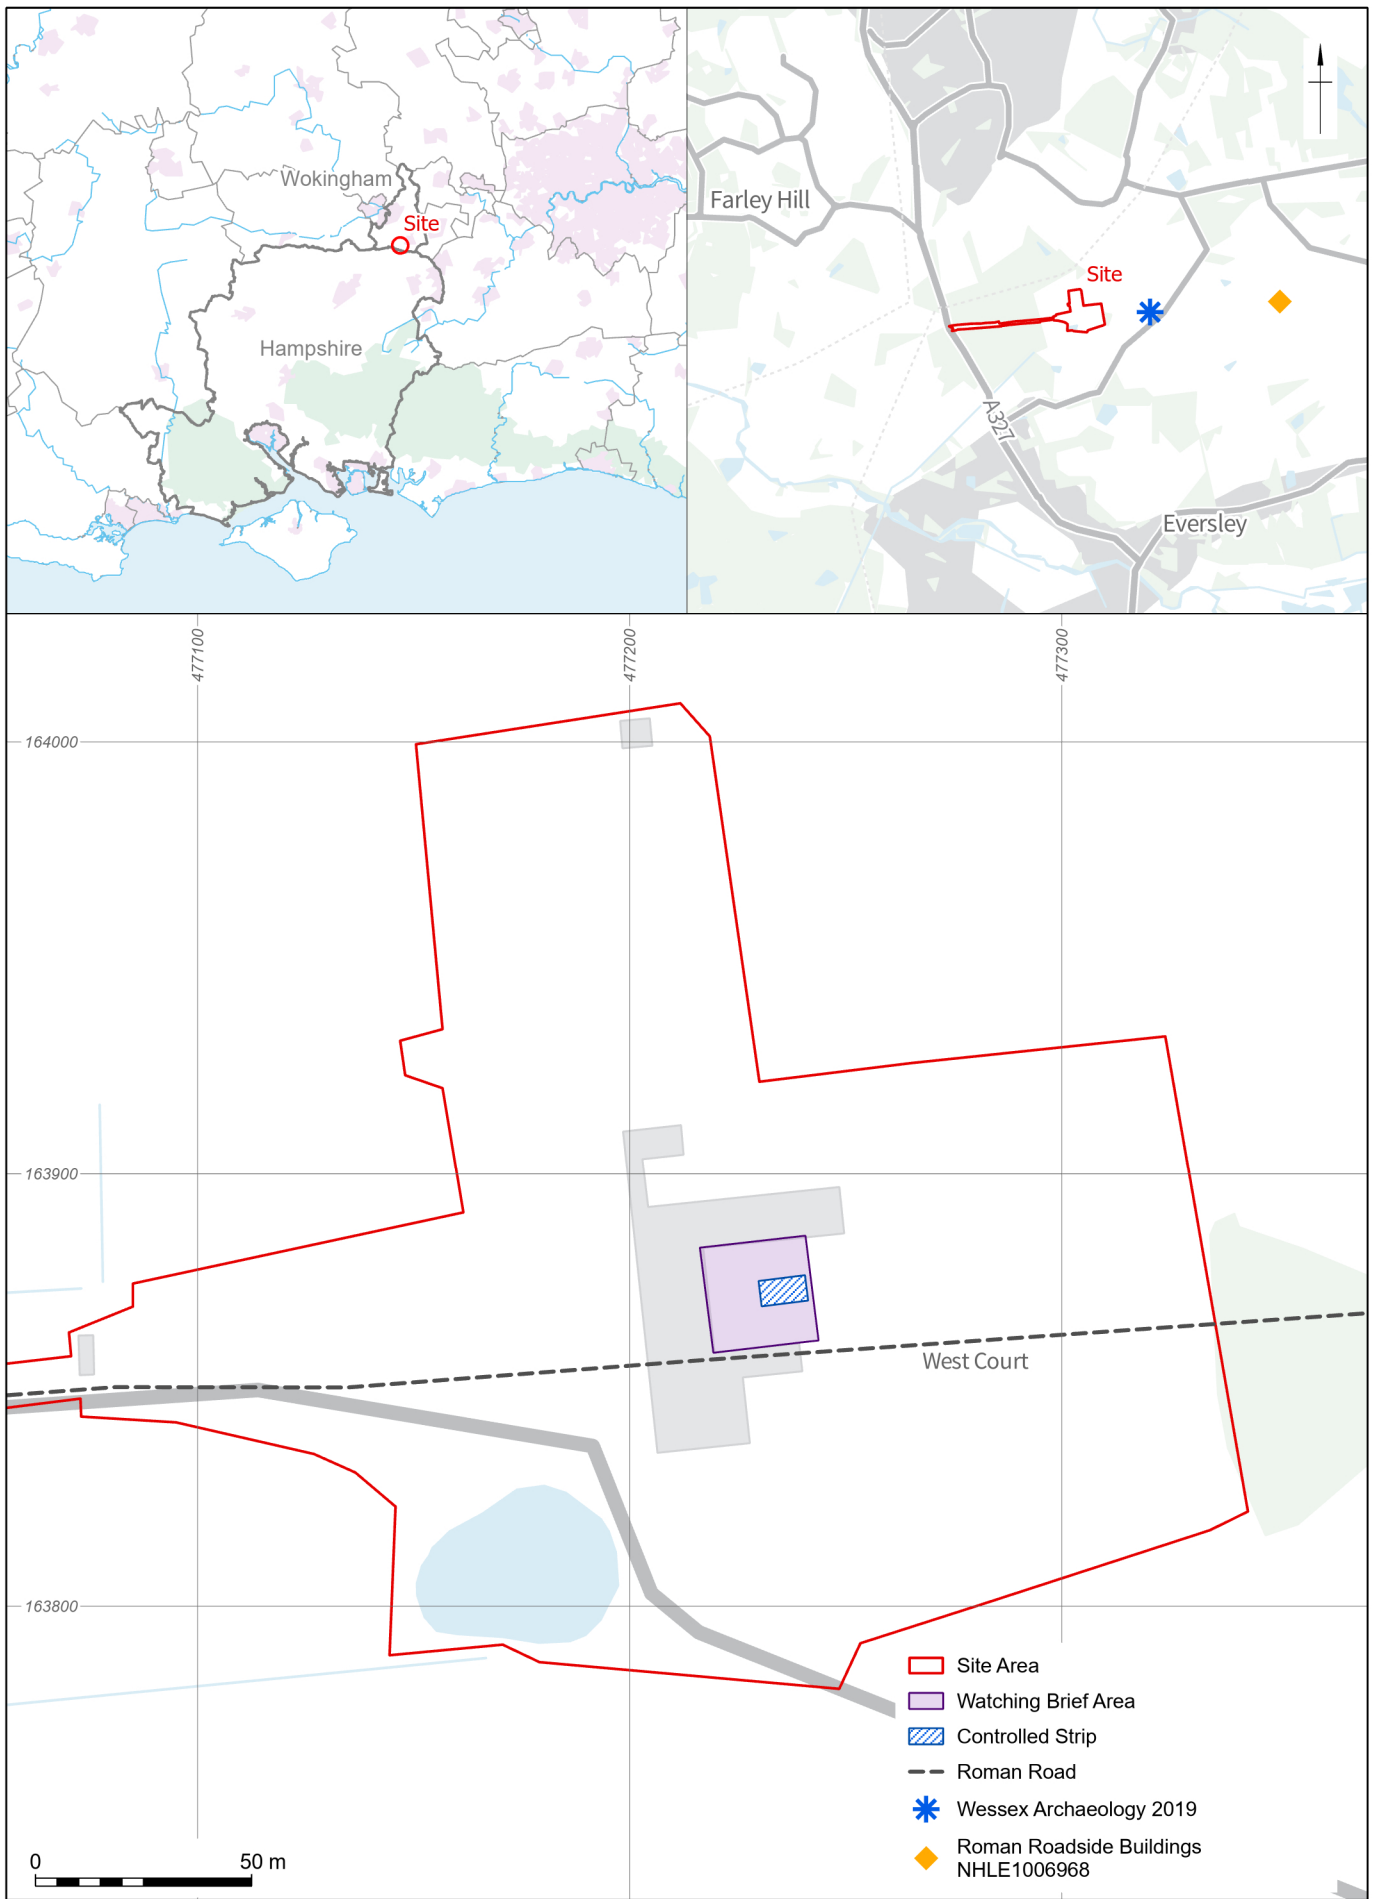 Wokingham
Site
Hampshire
Farley Hill
Site
A327
Eversley
477100
477200
477300
164000
163900
West Court
163800
Site Area
Watching Brief Area
Controlled Strip
Roman Road
Wessex Archaeology 2019
Roman Roadside Buildings
NHLE1006968
0 50 m